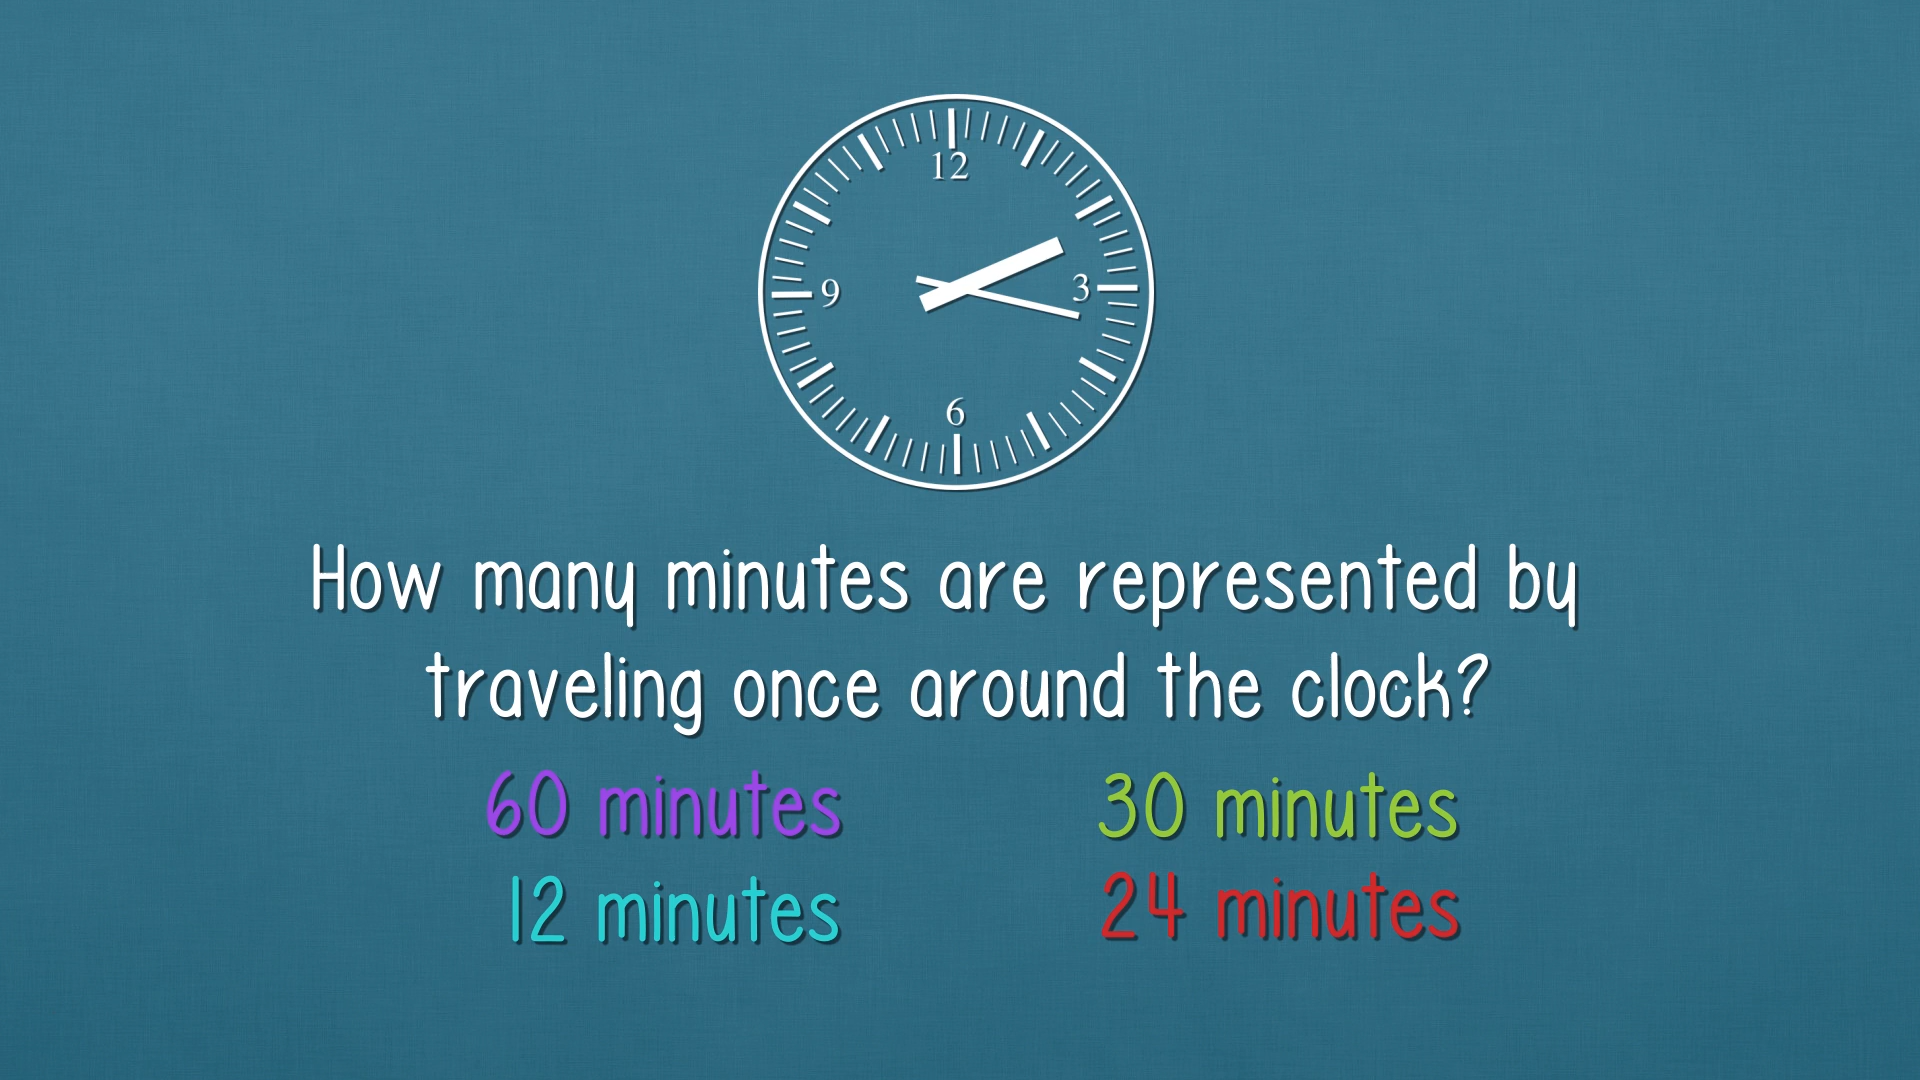 12
9
3
6
How many minutes are represented by
traveling once around the clock?
60 minutes
30 minutes
12 minutes
24 minutes